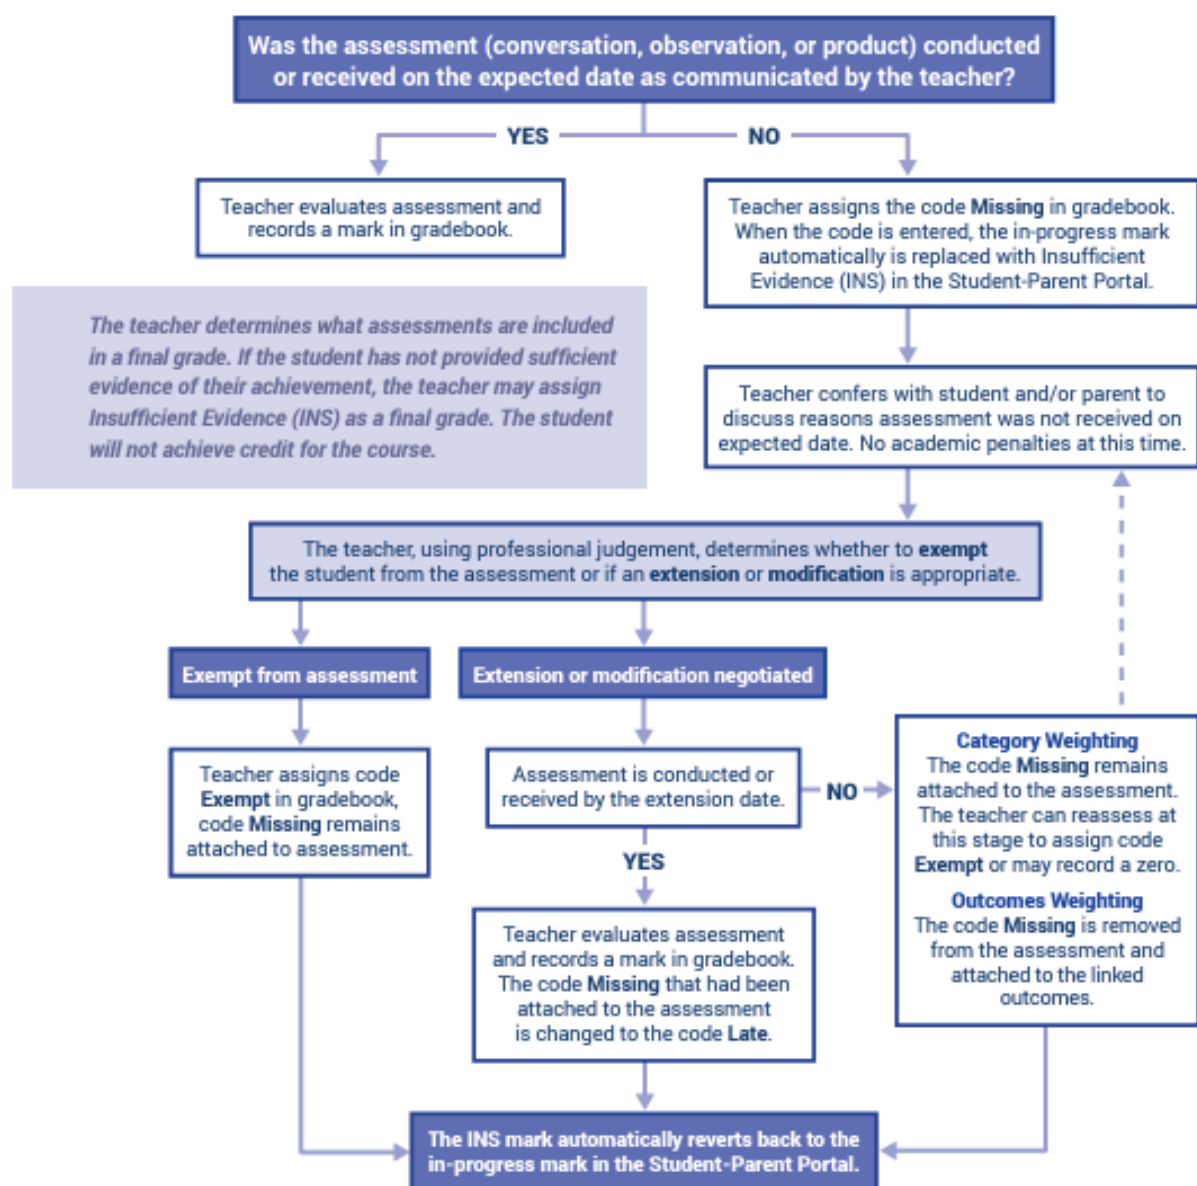 Was the assessment (conversation, observation, or product) conducted
or received on the expected date as communicated by the teacher?
YES
NO
Teacher evaluates assessment and
records a mark in gradebook.
Teacher assigns the code Missing in gradebook.
When the code is entered, the in-progress mark
automatically is replaced with Insufficient
Evidence (INS) in the Student-Parent Portal.
The teacher determines what assessments are included
in a final grade. If the student has not provided sufficient
evidence of their achievement, the teacher may assign
Insufficient Evidence (INS) as a final grade. The student
will not achieve credit for the course.
Teacher confers with student and/or parent to
discuss reasons assessment was not received on
expected date. No academic penalties at this time.
The teacher, using professional judgement, determines whether to exempt
the student from the assessment or if an extension or modification is appropriate.
Exempt from assessment
Extension or modification negotiated
Teacher assigns code
Exempt in gradebook,
code Missing remains
attached to assessment.
Assessment is conducted or
received by the extension date.
NO
YES
Category Weighting
The code Missing remains
attached to the assessment.
The teacher can reassess at
this stage to assign code
Exempt or may record a zero.
Outcomes Weighting
The code Missing is removed
from the assessment and
attached to the linked
outcomes.
Teacher evaluates assessment
and records a mark in gradebook.
The code Missing that had been
attached to the assessment
is changed to the code Late.
The INS mark automatically reverts back to the
in-progress mark in the Student-Parent Portal.